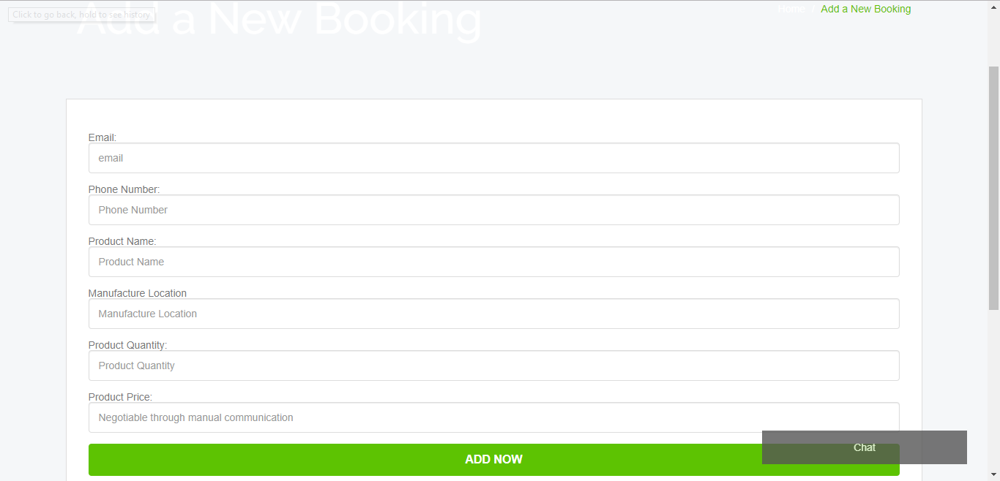 Click to go back, hold to see history
Add a New Booking
Home / Add a New Booking
Email:
email
Phone Number:
Phone Number
Product Name:
Product Name
Manufacture Location
Manufacture Location
Product Quantity:
Product Quantity
Product Price:
Negotiable through manual communication
Chat
ADD NOW